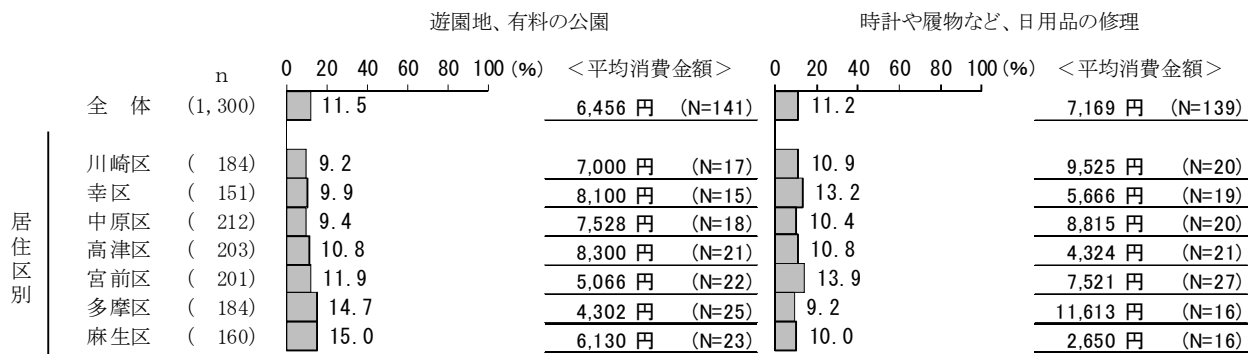 遊園地、有料の公園 時計や履物など、日用品の修理
n 0 20 40 60 80 100 (%) ＜平均消費金額＞ 0 20 40 60 80 100 (%) ＜平均消費金額＞
全 体 (1,300) 11.5 6,456 円 (N=141) 11.2 7,169 円 (N=139)
川崎区 ( 184) 9.2 7,000 円 (N=17) 10.9 9,525 円 (N=20)
幸区 ( 151) 9.9 8,100 円 (N=15) 13.2 5,666 円 (N=19)
中原区 ( 212) 9.4 7,528 円 (N=18) 10.4 8,815 円 (N=20)
高津区 ( 203) 10.8 8,300 円 (N=21) 10.8 4,324 円 (N=21)
宮前区 ( 201) 11.9 5,066 円 (N=22) 13.9 7,521 円 (N=27)
多摩区 ( 184) 14.7 4,302 円 (N=25) 9.2 11,613 円 (N=16)
麻生区 ( 160) 15.0 6,130 円 (N=23) 10.0 2,650 円 (N=16)
居住区別